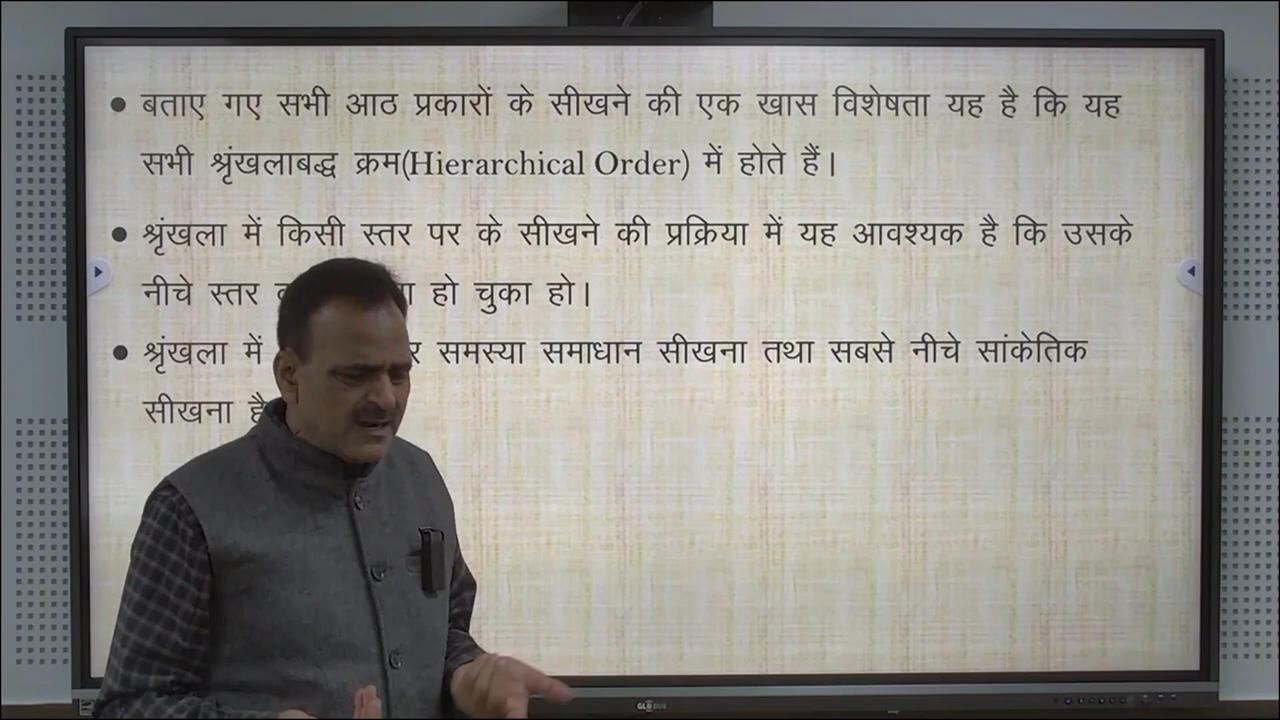 बताए गए सभी आठ प्रकारों के सीखने की एक खास विशेषता यह है कि यह
सभी श्रृंखलाबद्ध क्रम(Hierarchical Order) में होते हैं।
श्रृंखला में किसी स्तर पर के सीखने की प्रक्रिया में यह आवश्यक है कि उसके
नीचे स्तर हो चुका हो।
श्रृंखला में समस्या समाधान सीखना तथा सबसे नीचे सांकेतिक
सीखना है